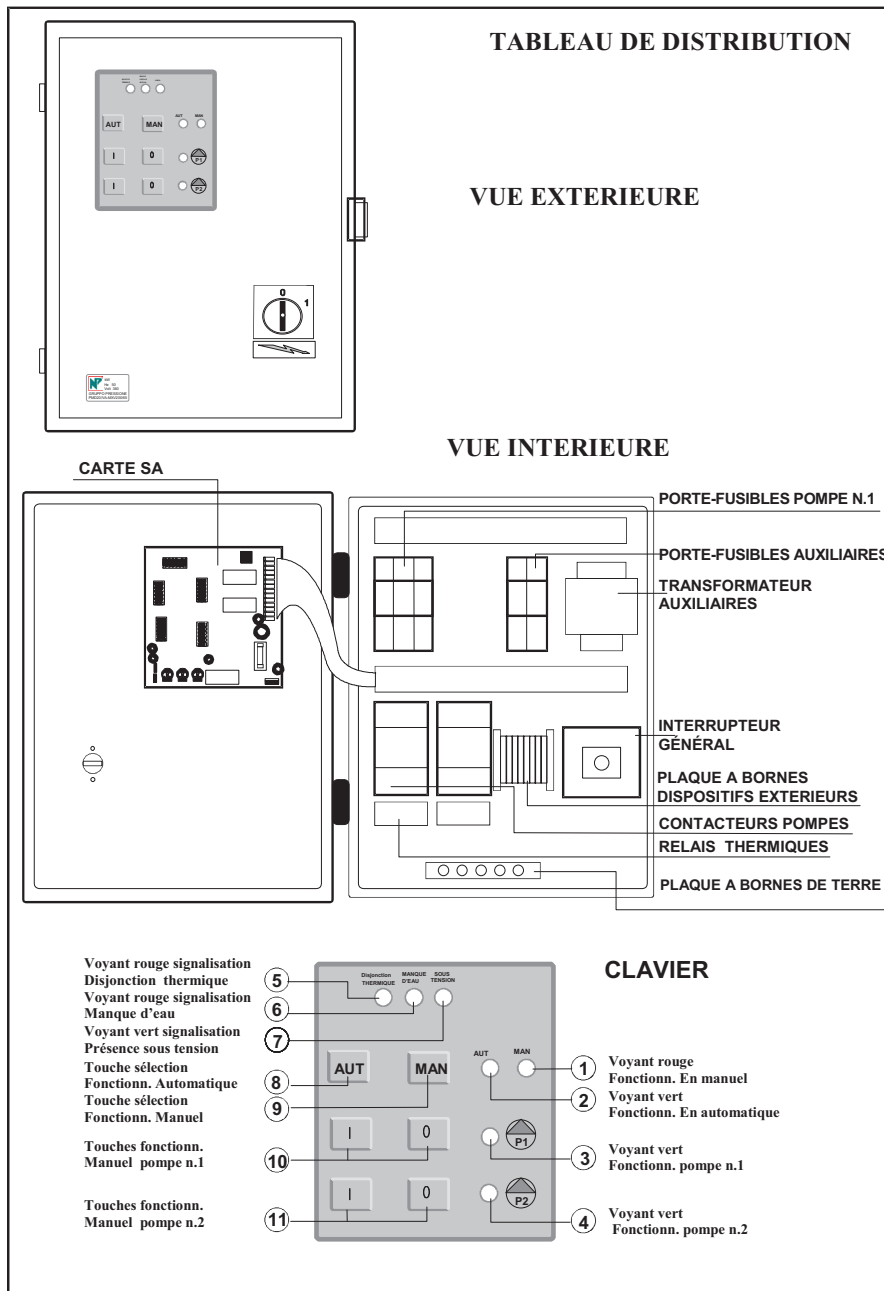 TABLEAU DE DISTRIBUTION
AUT
MAN
AUT
MAN
I
0
P1
I
0
P2
VUE EXTERIEURE
0
1
GRUPPO PRESSIONE
VUE INTERIEURE
CARTE SA
PORTE-FUSIBLES POMPE N.1
PORTE-FUSIBLES AUXILIAIRES
TRANSFORMATEUR
AUXILIAIRES
INTERRUPTEUR
GÉNÉRAL
PLAQUE A BORNES
DISPOSITIFS EXTERIEURS
CONTACTEURS POMPES
RELAIS THERMIQUES
PLAQUE A BORNES DE TERRE
CLAVIER
Voyant rouge signalisation
Disjonction thermique
5
Voyant rouge signalisation
Manque d'eau
6
Voyant vert signalisation
Présence sous tension
7
Touche sélection
Fonctionn. Automatique
8
Touche sélection
Fonctionn. Manuel
9
Touches fonctionn.
Manuel pompe n.1
10
Touches fonctionn.
Manuel pompe n.2
11
Disjonction
THERMIQUE
MANQUE
D'EAU
SOUS
TENSION
AUT
MAN
AUT
MAN
I
0
P1
I
0
P2
1
Voyant rouge
Fonctionn. En manuel
2
Voyant vert
Fonctionn. En automatique
3
Voyant vert
Fonctionn. pompe n.1
4
Voyant vert
Fonctionn. pompe n.2